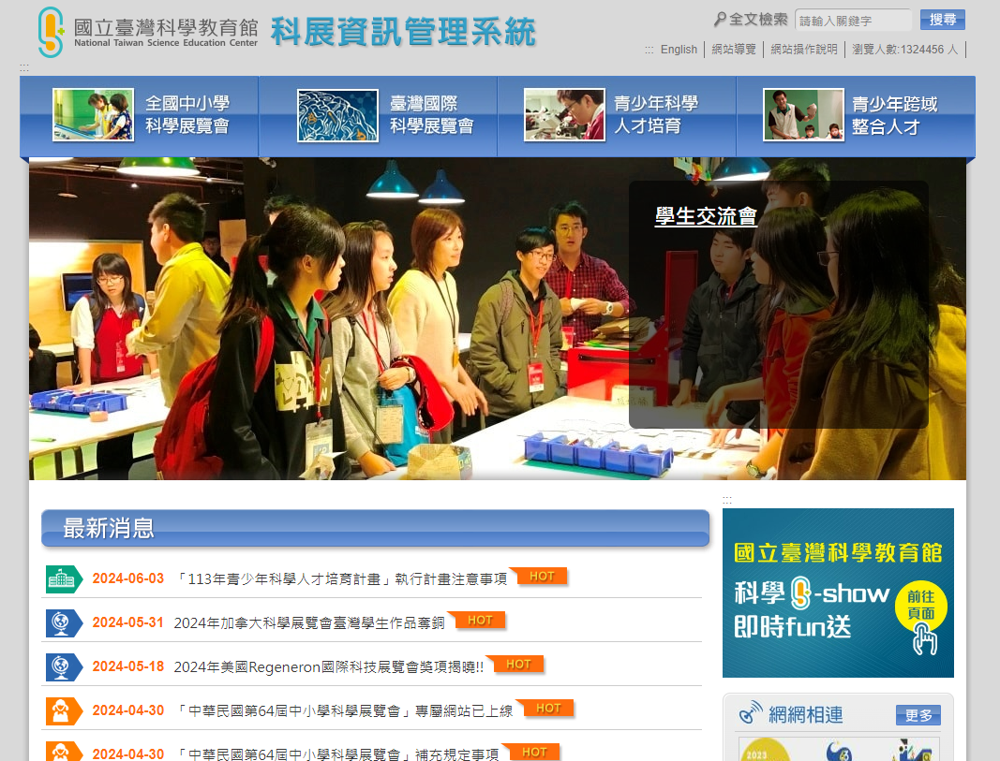 國立臺灣科學教育館
National Taiwan Science Education Center
科展資訊管理系統
全文檢索
請輸入關鍵字
搜尋
:::
English
網站導覽
網站操作說明
瀏覽人數:1324456 人
:::
全國中小學
科學展覽會
臺灣國際
科學展覽會
青少年科學
人才培育
青少年跨域
整合人才
學生交流會
最新消息
2024-06-03 「113年青少年科學人才培育計畫」執行計畫注意事項 HOT
2024-05-31 2024年加拿大科學展覽會臺灣學生作品奪銅 HOT
2024-05-18 2024年美國Regeneron國際科技展覽會獎項揭曉!! HOT
2024-04-30 「中華民國第64屆中小學科學展覽會」專屬網站已上線 HOT
2024-04-30 「中華民國第64屆中小學科學展覽會」補充規定事項 HOT
:::
國立臺灣科學教育館
科學-show
即時fun送
前往
頁面
網網相連
更多
2023